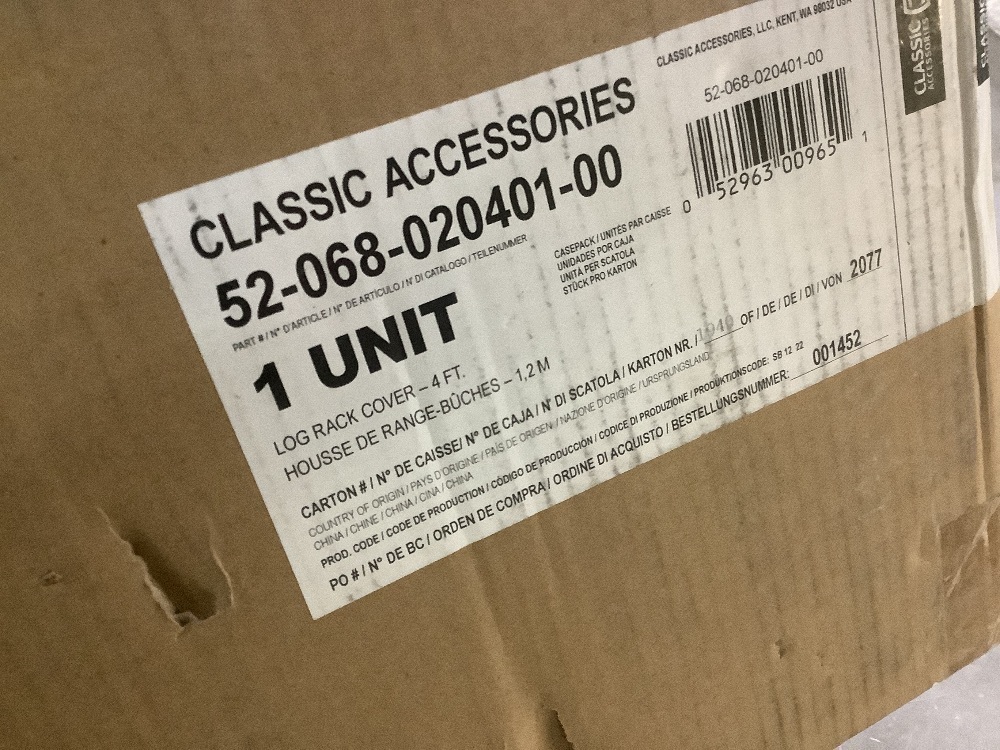 CLASSIC ACCESSORIES, LLC, KENT, WA 98032 USA
CLASSIC ACCESSORIES
CLASSIC ACCESSORIES
52-068-020401-00
PART # / N° D'ARTICLE / N° DE ARTÍCULO / N° DI CATALOGO / TEILENUMMER
52-068-020401-00
0 52963 00965 1
1 UNIT
CASEPACK / UNITÉS PAR CAISSE
UNIDADES POR CAJA
UNITÀ PER SCATOLA
STÜCK PRO KARTON
LOG RACK COVER – 4 FT.
HOUSSE DE RANGE-BÛCHES – 1,2 M
CARTON # / N° DE CAISSE/ N° DE CAJA / N° DI SCATOLA / KARTON NR. / 1940 OF / DE / DE / DI / VON 2077
COUNTRY OF ORIGIN / PAYS D'ORIGINE / PAÍS DE ORIGEN / NAZIONE D'ORIGINE / URSPRUNGSLAND:
CHINA / CHINE / CHINA / CINA / CHINA
PROD. CODE / CODE DE PRODUCTION / CÓDIGO DE PRODUCCIÓN / CODICE DI PRODUZIONE / PRODUKTIONSCODE: SB 12 22
PO # / N° DE BC / ORDEN DE COMPRA / ORDINE DI ACQUISTO / BESTELLUNGSNUMMER: 001452